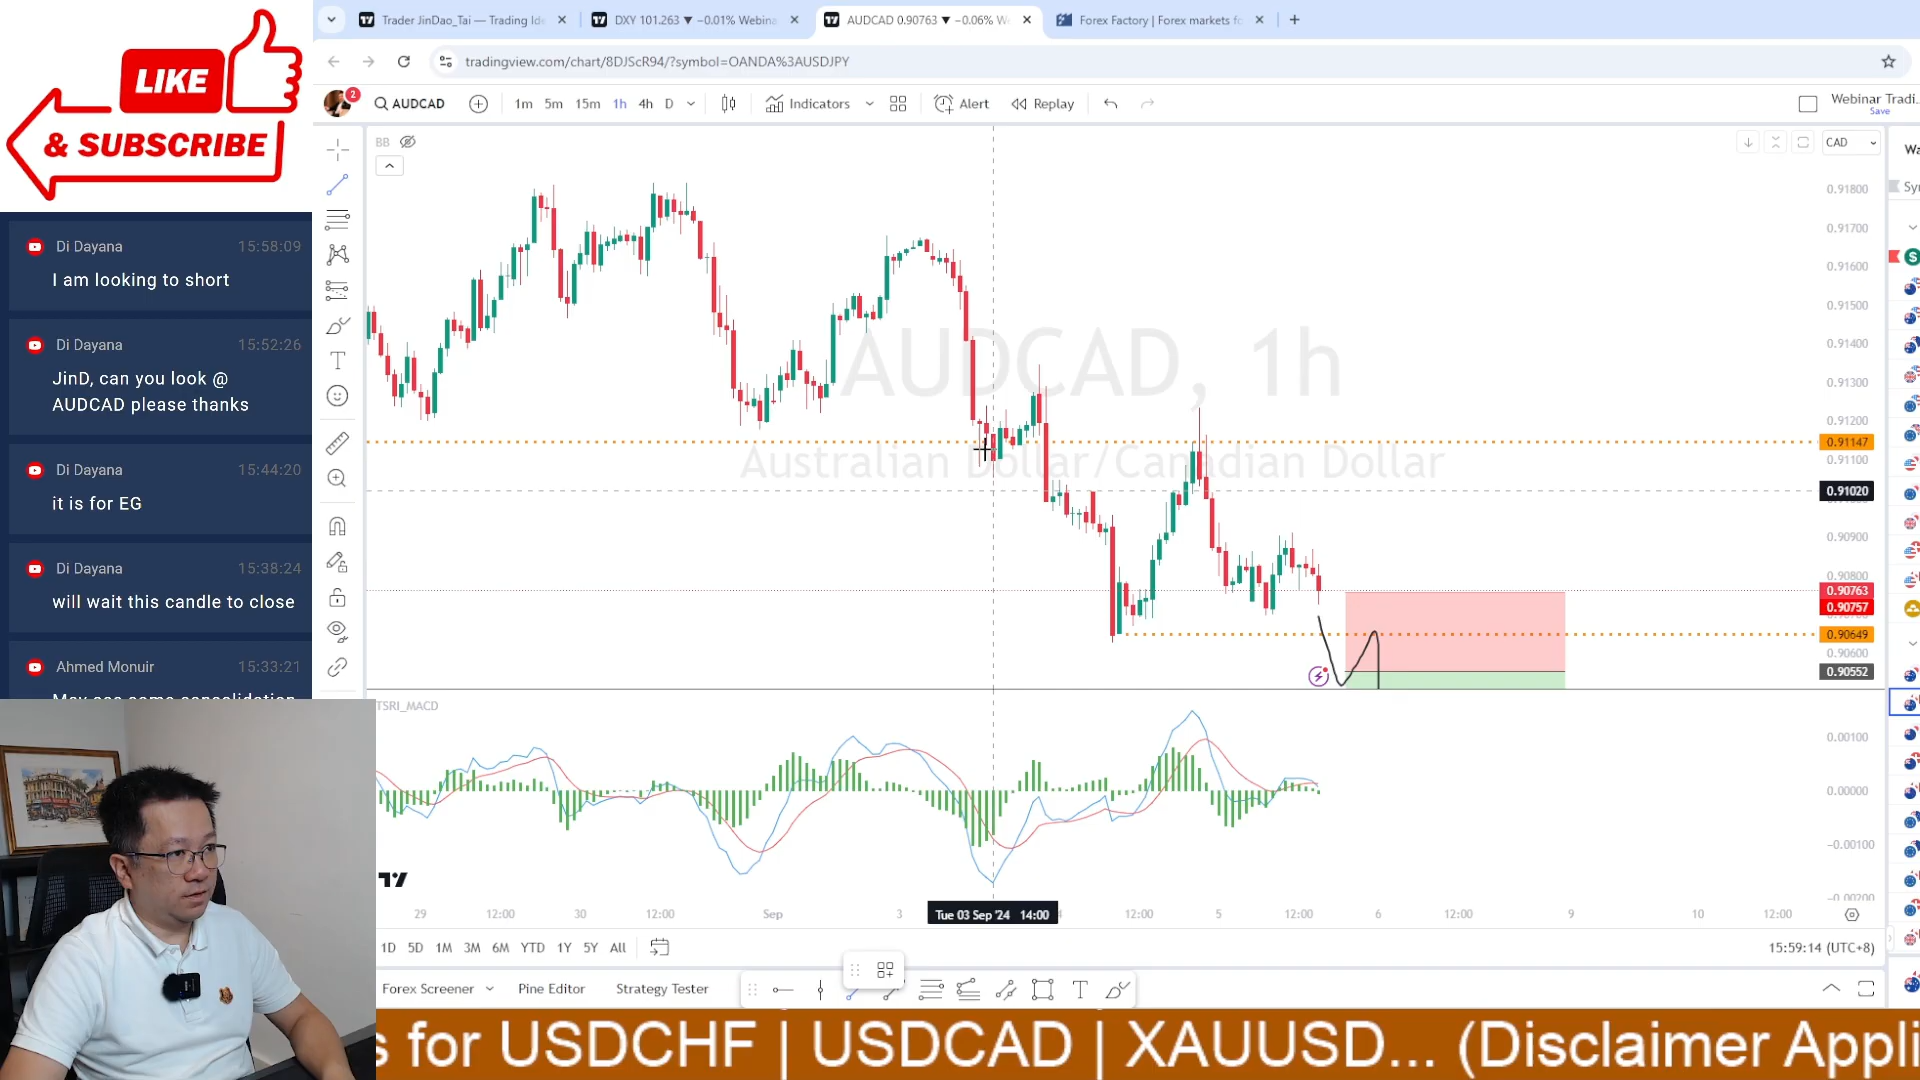 Trader JinDao_Tai — Trading Ide
DXY 101.263 ▼ −0.01% Webina
AUDCAD 0.90763 ▼ −0.06% We
Forex Factory | Forex markets fo
tradingview.com/chart/8DJScR94/?symbol=OANDA%3AUSDJPY
LIKE
& SUBSCRIBE
2
AUDCAD
1m 5m 15m 1h 4h D
Indicators
Alert
Replay
Webinar Tradi...
Save
BB
CAD
Wa
Syı
Di Dayana 15:58:09
I am looking to short
Di Dayana 15:52:26
JinD, can you look @
AUDCAD please thanks
Di Dayana 15:44:20
it is for EG
Di Dayana 15:38:24
will wait this candle to close
Ahmed Monuir 15:33:21
AUDCAD, 1h
Australian Dollar/Canadian Dollar
0.91800
0.91700
0.91600
0.91500
0.91400
0.91300
0.91200
0.91147
0.91100
0.91020
0.90900
0.90800
0.90763
0.90757
0.90649
0.90600
0.90552
TSRI_MACD
0.00100
0.00000
−0.00100
−0.00200
29 12:00 30 12:00 Sep 3 Tue 03 Sep '24 14:00 4 12:00 5 12:00 6 12:00 9 10 12:00
1D 5D 1M 3M 6M YTD 1Y 5Y All
15:59:14 (UTC+8)
Forex Screener Pine Editor Strategy Tester
s for USDCHF | USDCAD | XAUUSD... (Disclaimer Appli